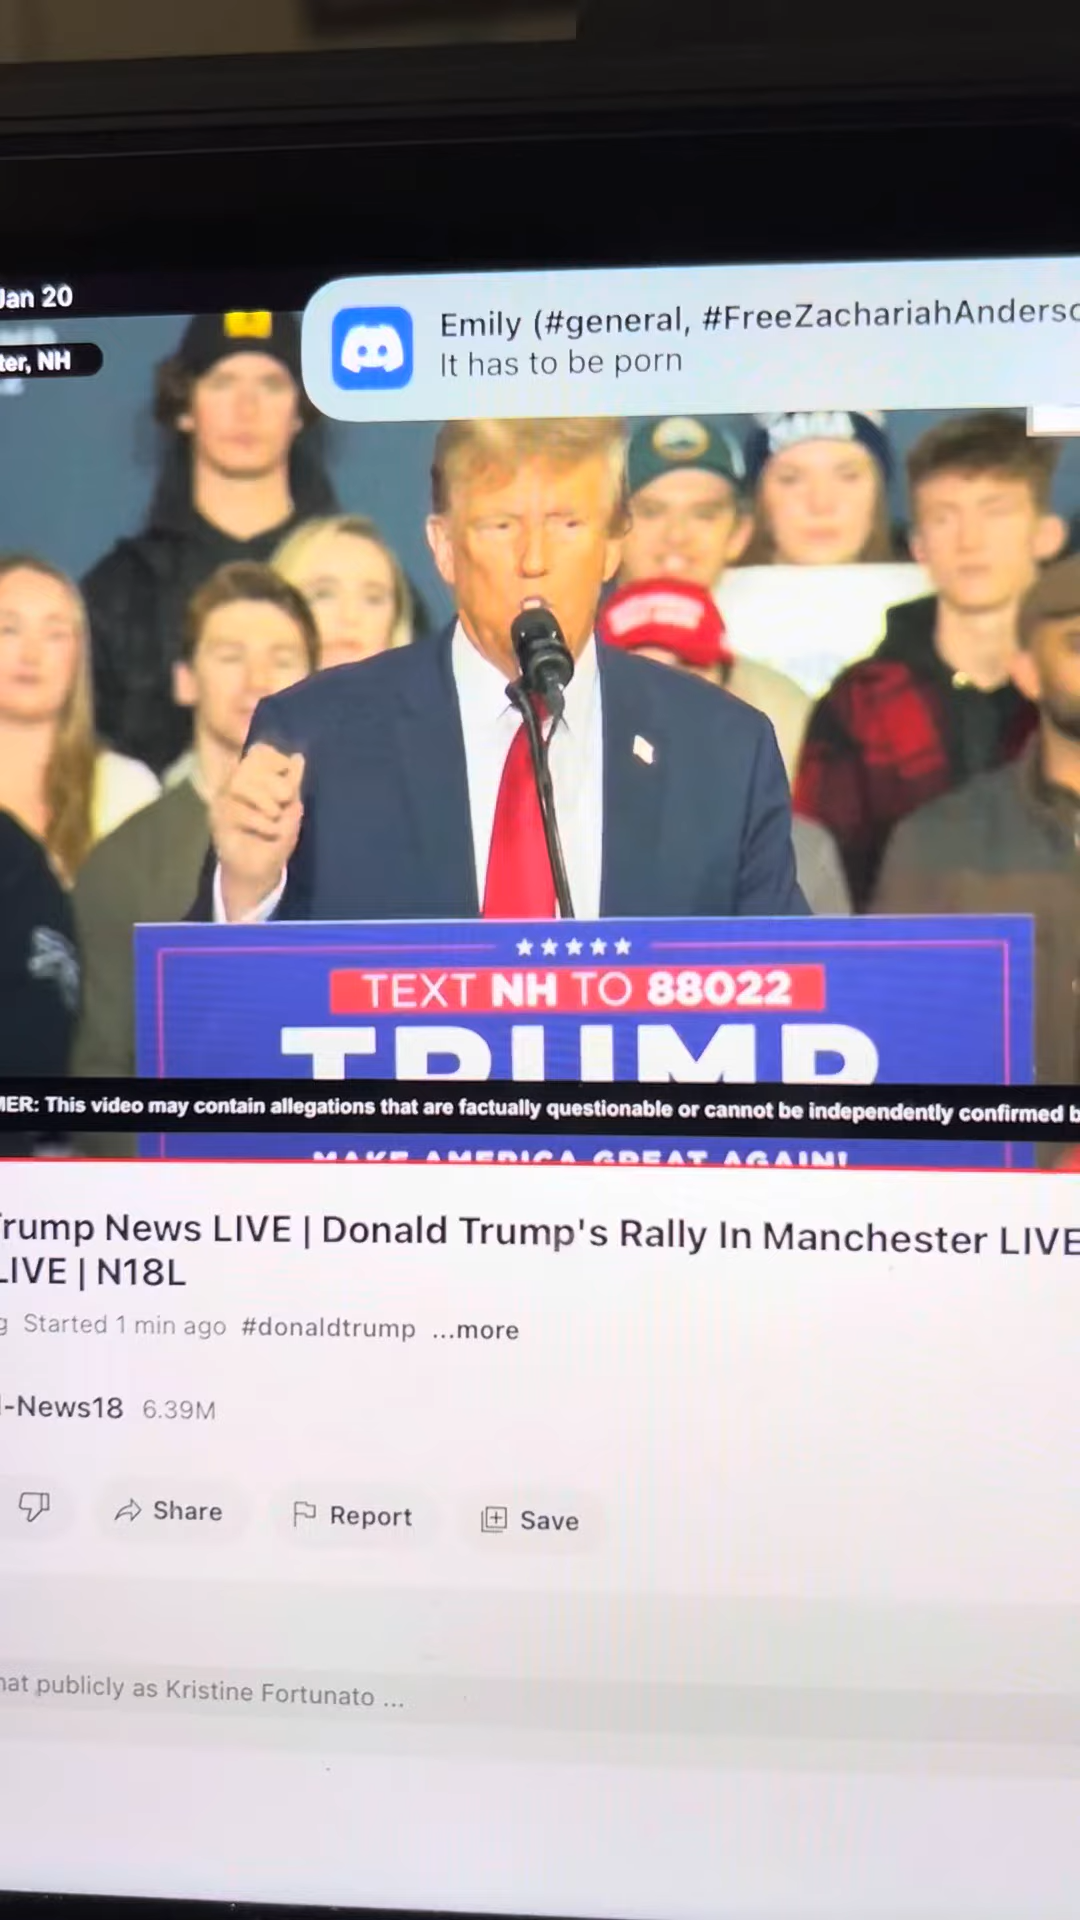 Jan 20
ter, NH
Emily (#general, #FreeZachariahAnderso
It has to be porn
TEXT NH TO 88022
TRUMP
MER: This video may contain allegations that are factually questionable or cannot be independently confirmed b
MAKE AMERICA GREAT AGAIN!
Trump News LIVE | Donald Trump's Rally In Manchester LIVE
LIVE | N18L
g Started 1 min ago #donaldtrump ...more
-News18 6.39M
Share
Report
Save
hat publicly as Kristine Fortunato ...